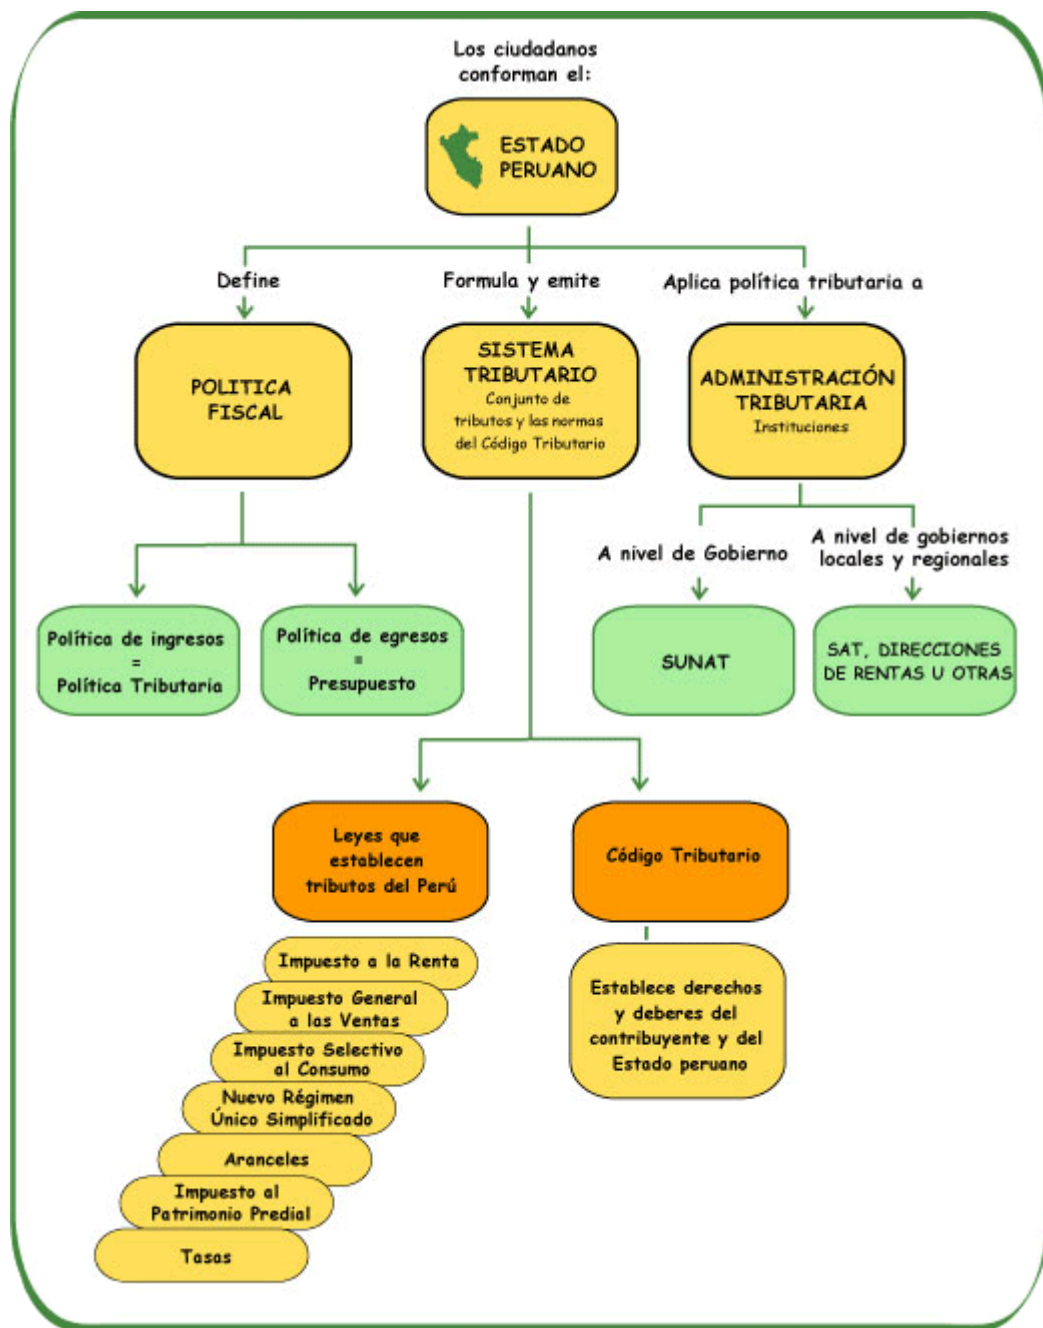 Los ciudadanos
conforman el:
ESTADO
PERUANO
Define
Formula y emite
Aplica política tributaria a
POLITICA
FISCAL
SISTEMA
TRIBUTARIO
Conjunto de
tributos y las normas
del Código Tributario
ADMINISTRACIÓN
TRIBUTARIA
Instituciones
A nivel de Gobierno
A nivel de gobiernos
locales y regionales
Política de ingresos
=
Política Tributaria
Política de egresos
=
Presupuesto
SUNAT
SAT, DIRECCIONES
DE RENTAS U OTRAS
Leyes que
establecen
tributos del Perú
Código Tributario
Impuesto a la Renta
Impuesto General
a las Ventas
Impuesto Selectivo
al Consumo
Nuevo Régimen
Único Simplificado
Aranceles
Impuesto al
Patrimonio Predial
Tasas
Establece derechos
y deberes del
contribuyente y del
Estado peruano